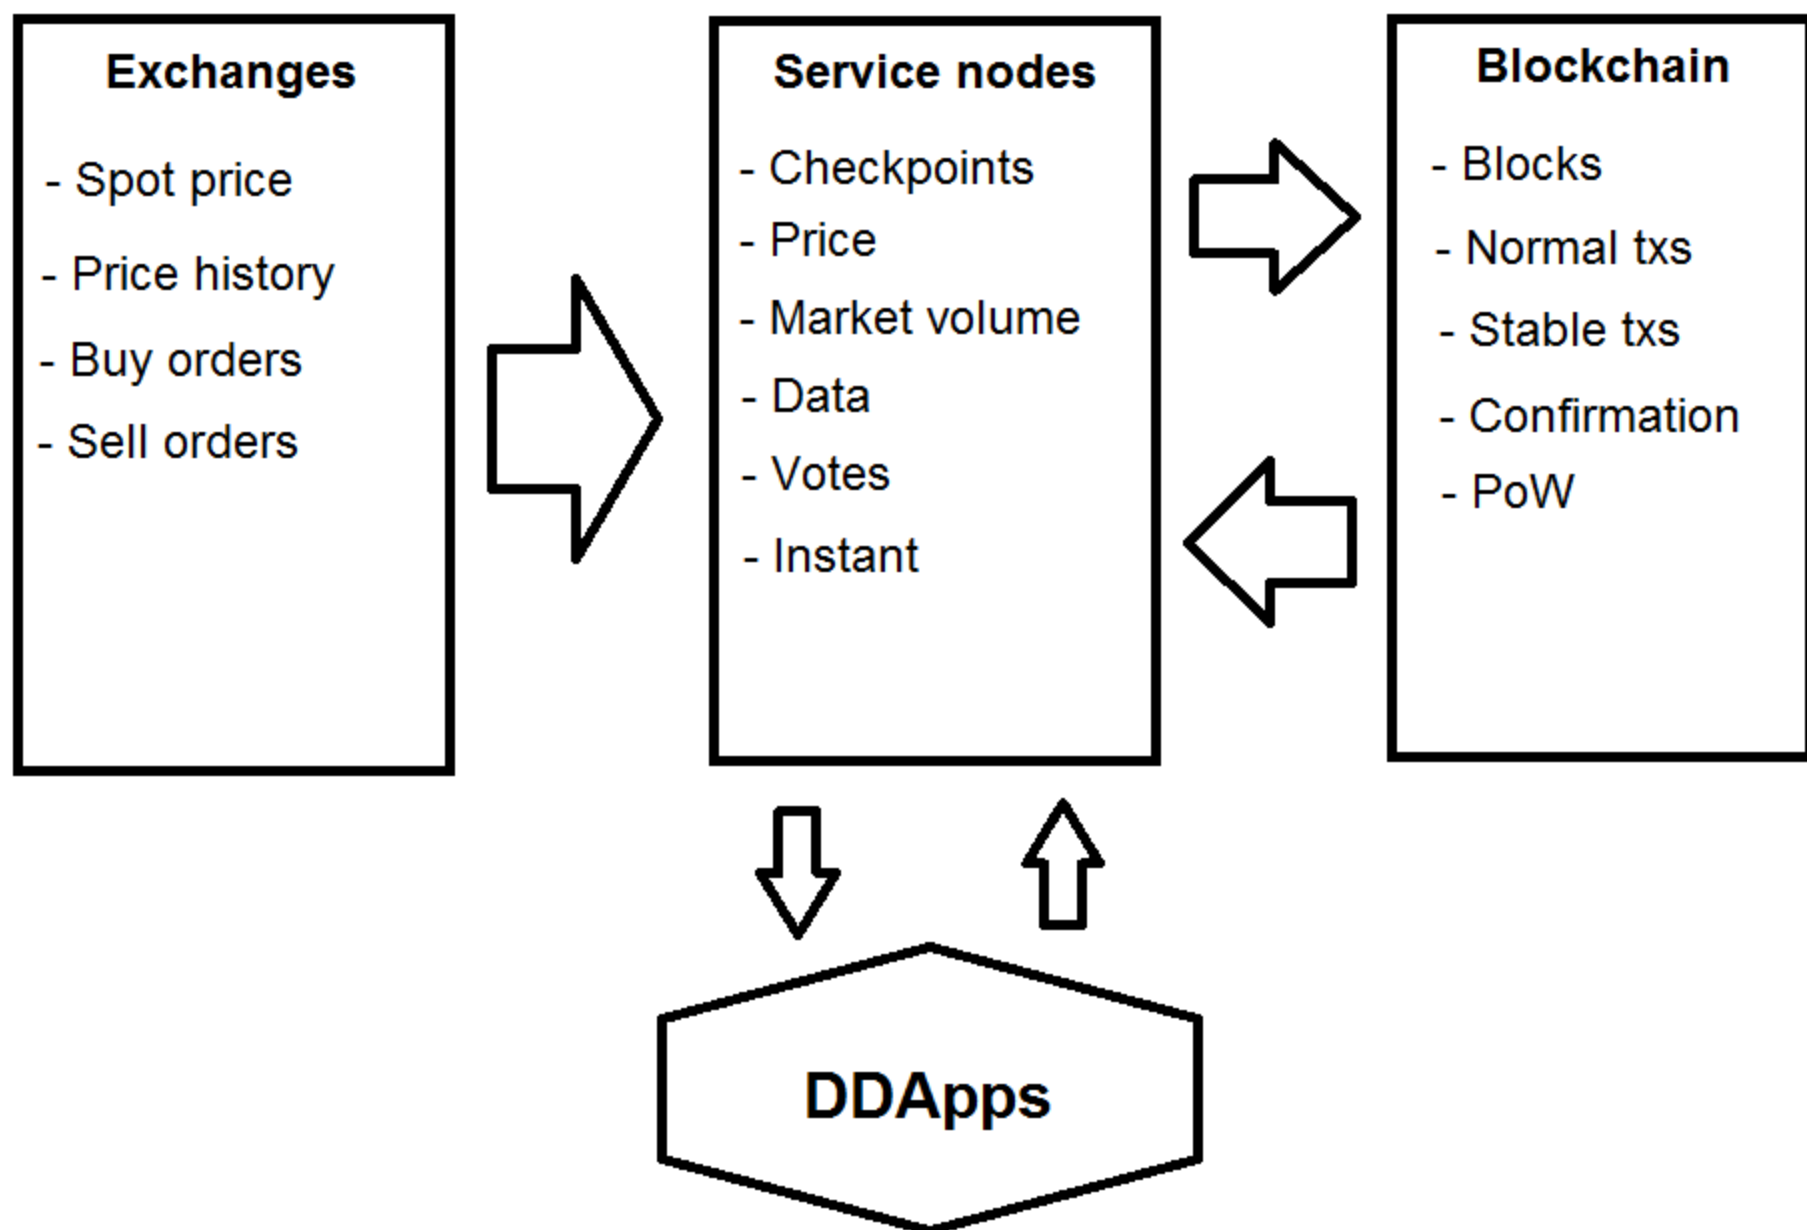 Exchanges
- Spot price
- Price history
- Buy orders
- Sell orders
Service nodes
- Checkpoints
- Price
- Market volume
- Data
- Votes
- Instant
Blockchain
- Blocks
- Normal txs
- Stable txs
- Confirmation
- PoW
DDApps